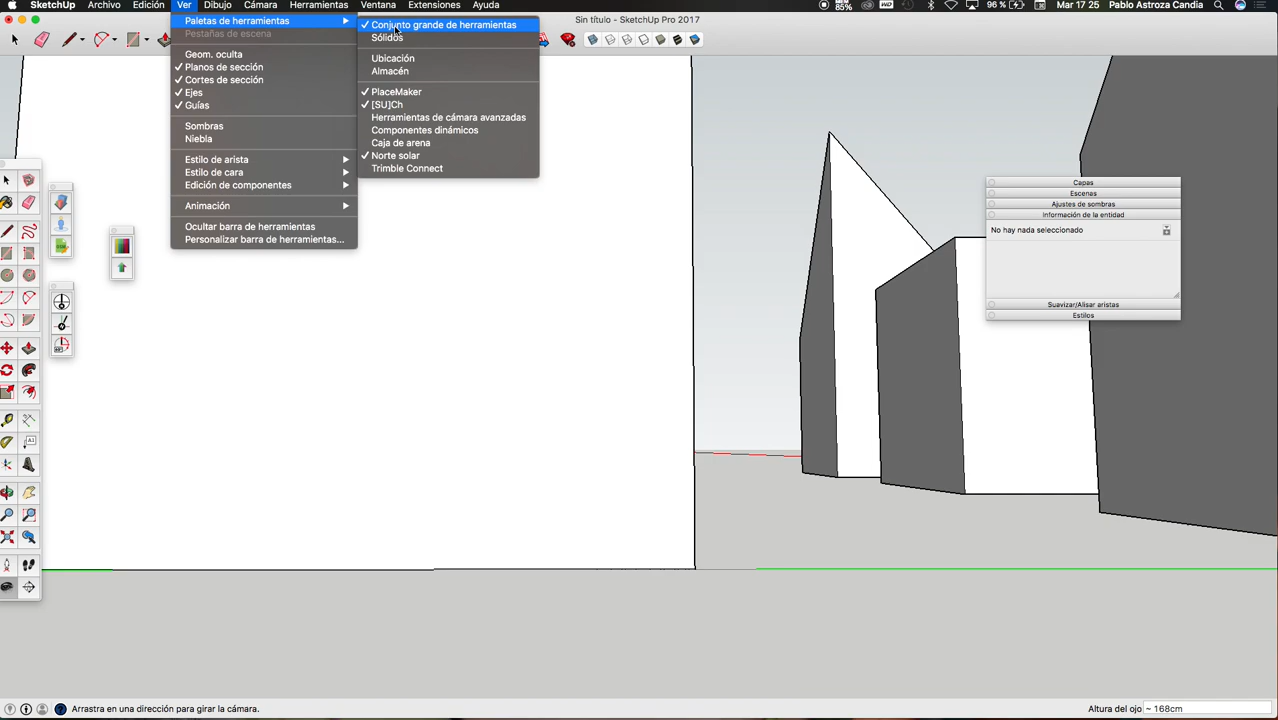 SketchUp Archivo Edición Ver Dibujo Cámara Herramientas Ventana Extensiones Ayuda
85%
WD
96 %
Mar 17 25 Pablo Astroza Candia
Sin título - SketchUp Pro 2017
Paletas de herramientas
Pestañas de escena
Geom. oculta
Planos de sección
Cortes de sección
Ejes
Guías
Sombras
Niebla
Estilo de arista
Estilo de cara
Edición de componentes
Animación
Ocultar barra de herramientas
Personalizar barra de herramientas...
Conjunto grande de herramientas
Sólidos
Ubicación
Almacén
PlaceMaker
[SU]Ch
Herramientas de cámara avanzadas
Componentes dinámicos
Caja de arena
Norte solar
Trimble Connect
Capas
Escenas
Ajustes de sombras
Información de la entidad
No hay nada seleccionado
Suavizar/Alisar aristas
Estilos
A1
Arrastra en una dirección para girar la cámara.
Altura del ojo ~ 168cm